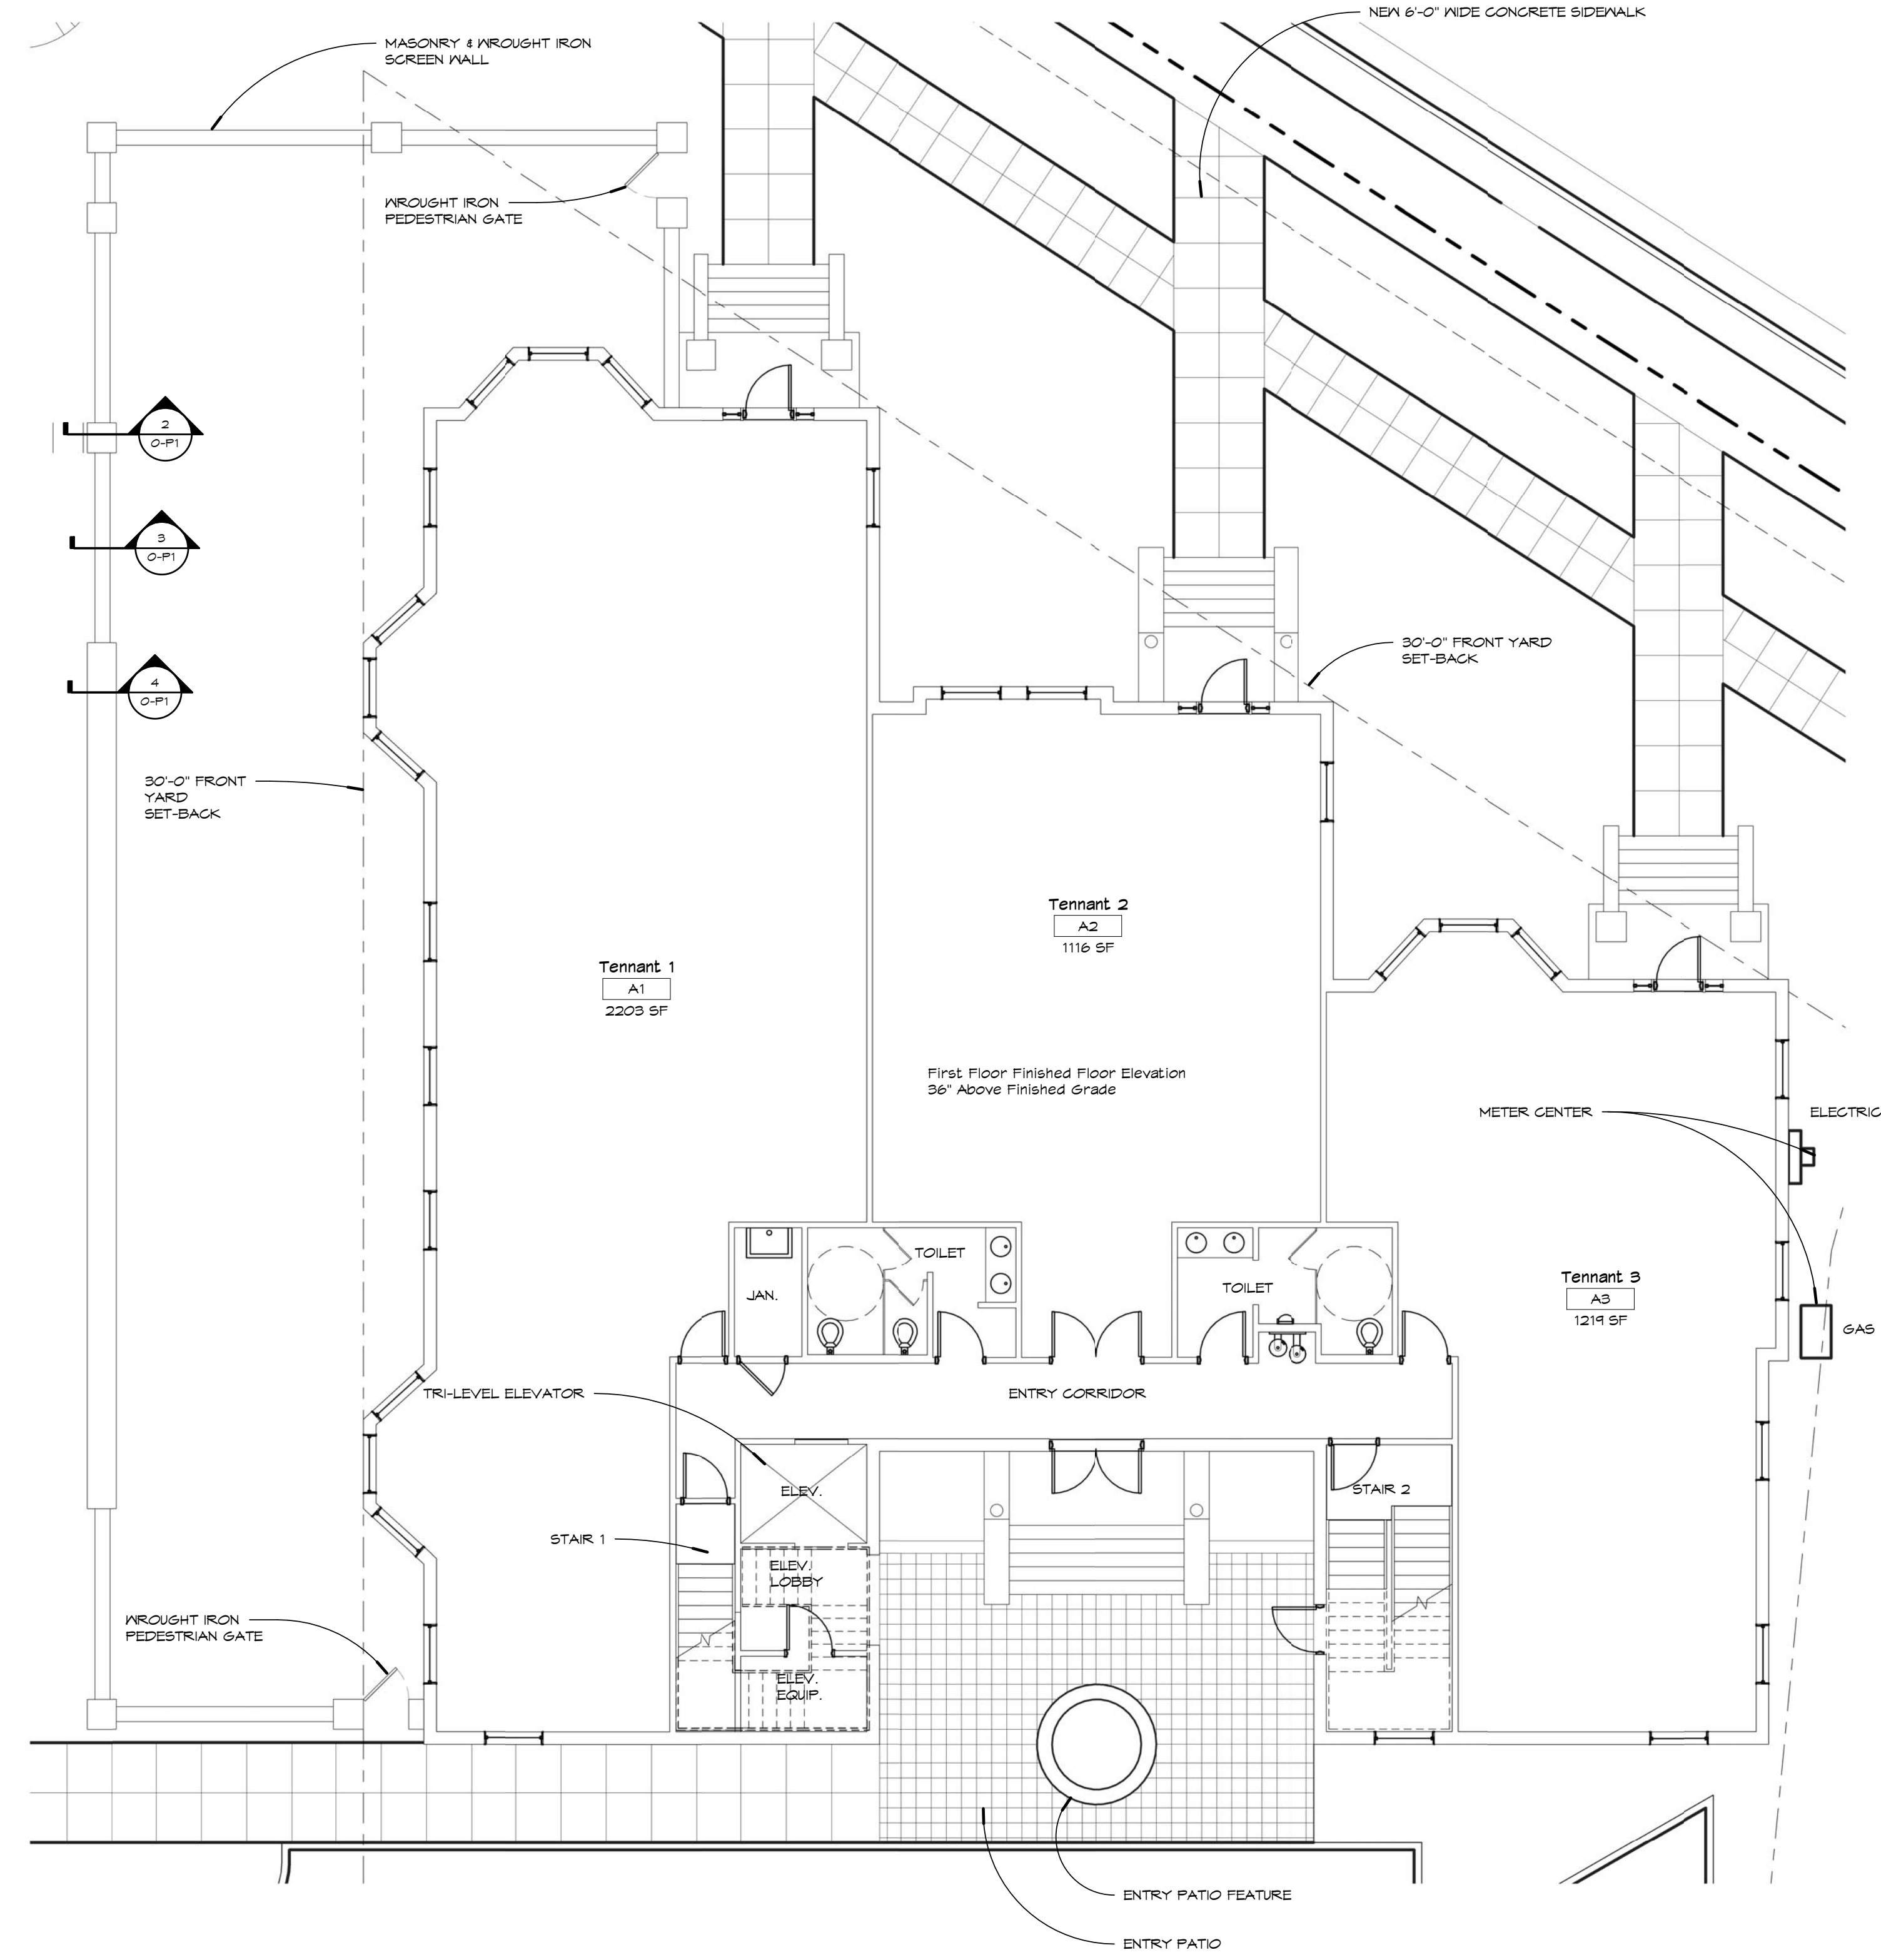 NEW 6'-0" WIDE CONCRETE SIDEWALK
MASONRY & WROUGHT IRON
SCREEN WALL
WROUGHT IRON
PEDESTRIAN GATE
2
O-P1
3
O-P1
4
O-P1
30'-0" FRONT YARD
SET-BACK
30'-0" FRONT
YARD
SET-BACK
Tennant 2
A2
1116 SF
Tennant 1
A1
2203 SF
First Floor Finished Floor Elevation
36" Above Finished Grade
METER CENTER
ELECTRIC
TOILET
JAN.
TOILET
Tennant 3
A3
1219 SF
GAS
TRI-LEVEL ELEVATOR
ENTRY CORRIDOR
ELEV.
STAIR 2
STAIR 1
ELEV.
LOBBY
WROUGHT IRON
PEDESTRIAN GATE
ELEV.
EQUIP.
ENTRY PATIO FEATURE
ENTRY PATIO